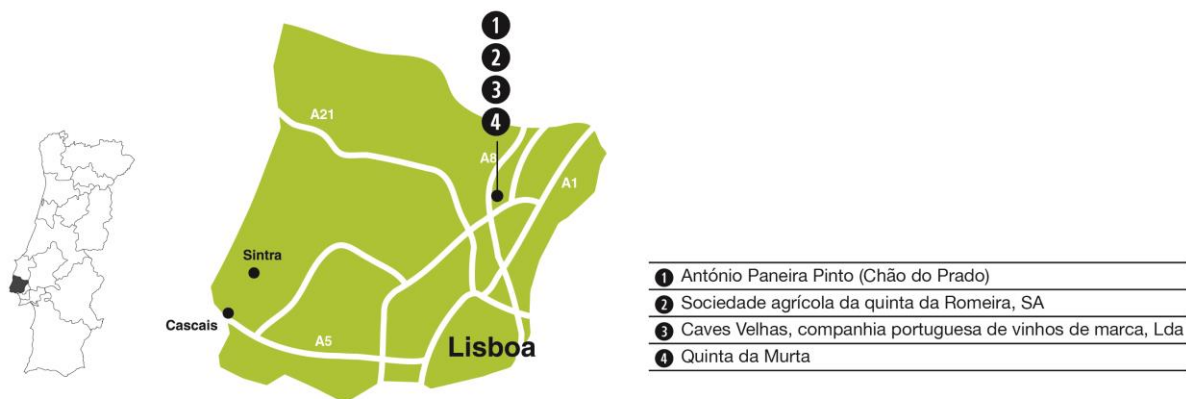 1
2
3
4
A21
A8
A1
Sintra
Cascais
A5
Lisboa
1 António Paneira Pinto (Chão do Prado)
2 Sociedade agrícola da quinta da Romeira, SA
3 Caves Velhas, companhia portuguesa de vinhos de marca, Lda
4 Quinta da Murta